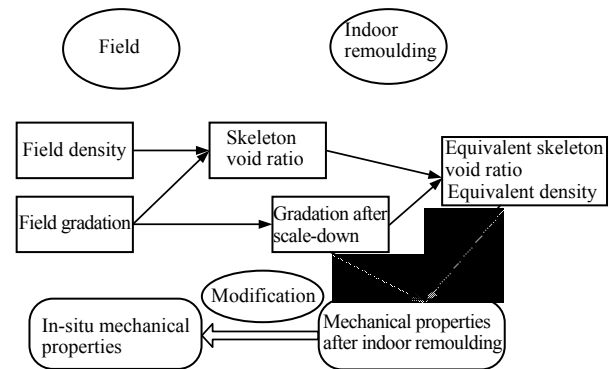 Field
Indoor
remoulding
Field density
Skeleton
void ratio
Equivalent skeleton
void ratio
Equivalent density
Field gradation
Gradation after
scale-down
Modification
In-situ mechanical
properties
Mechanical properties
after indoor remoulding